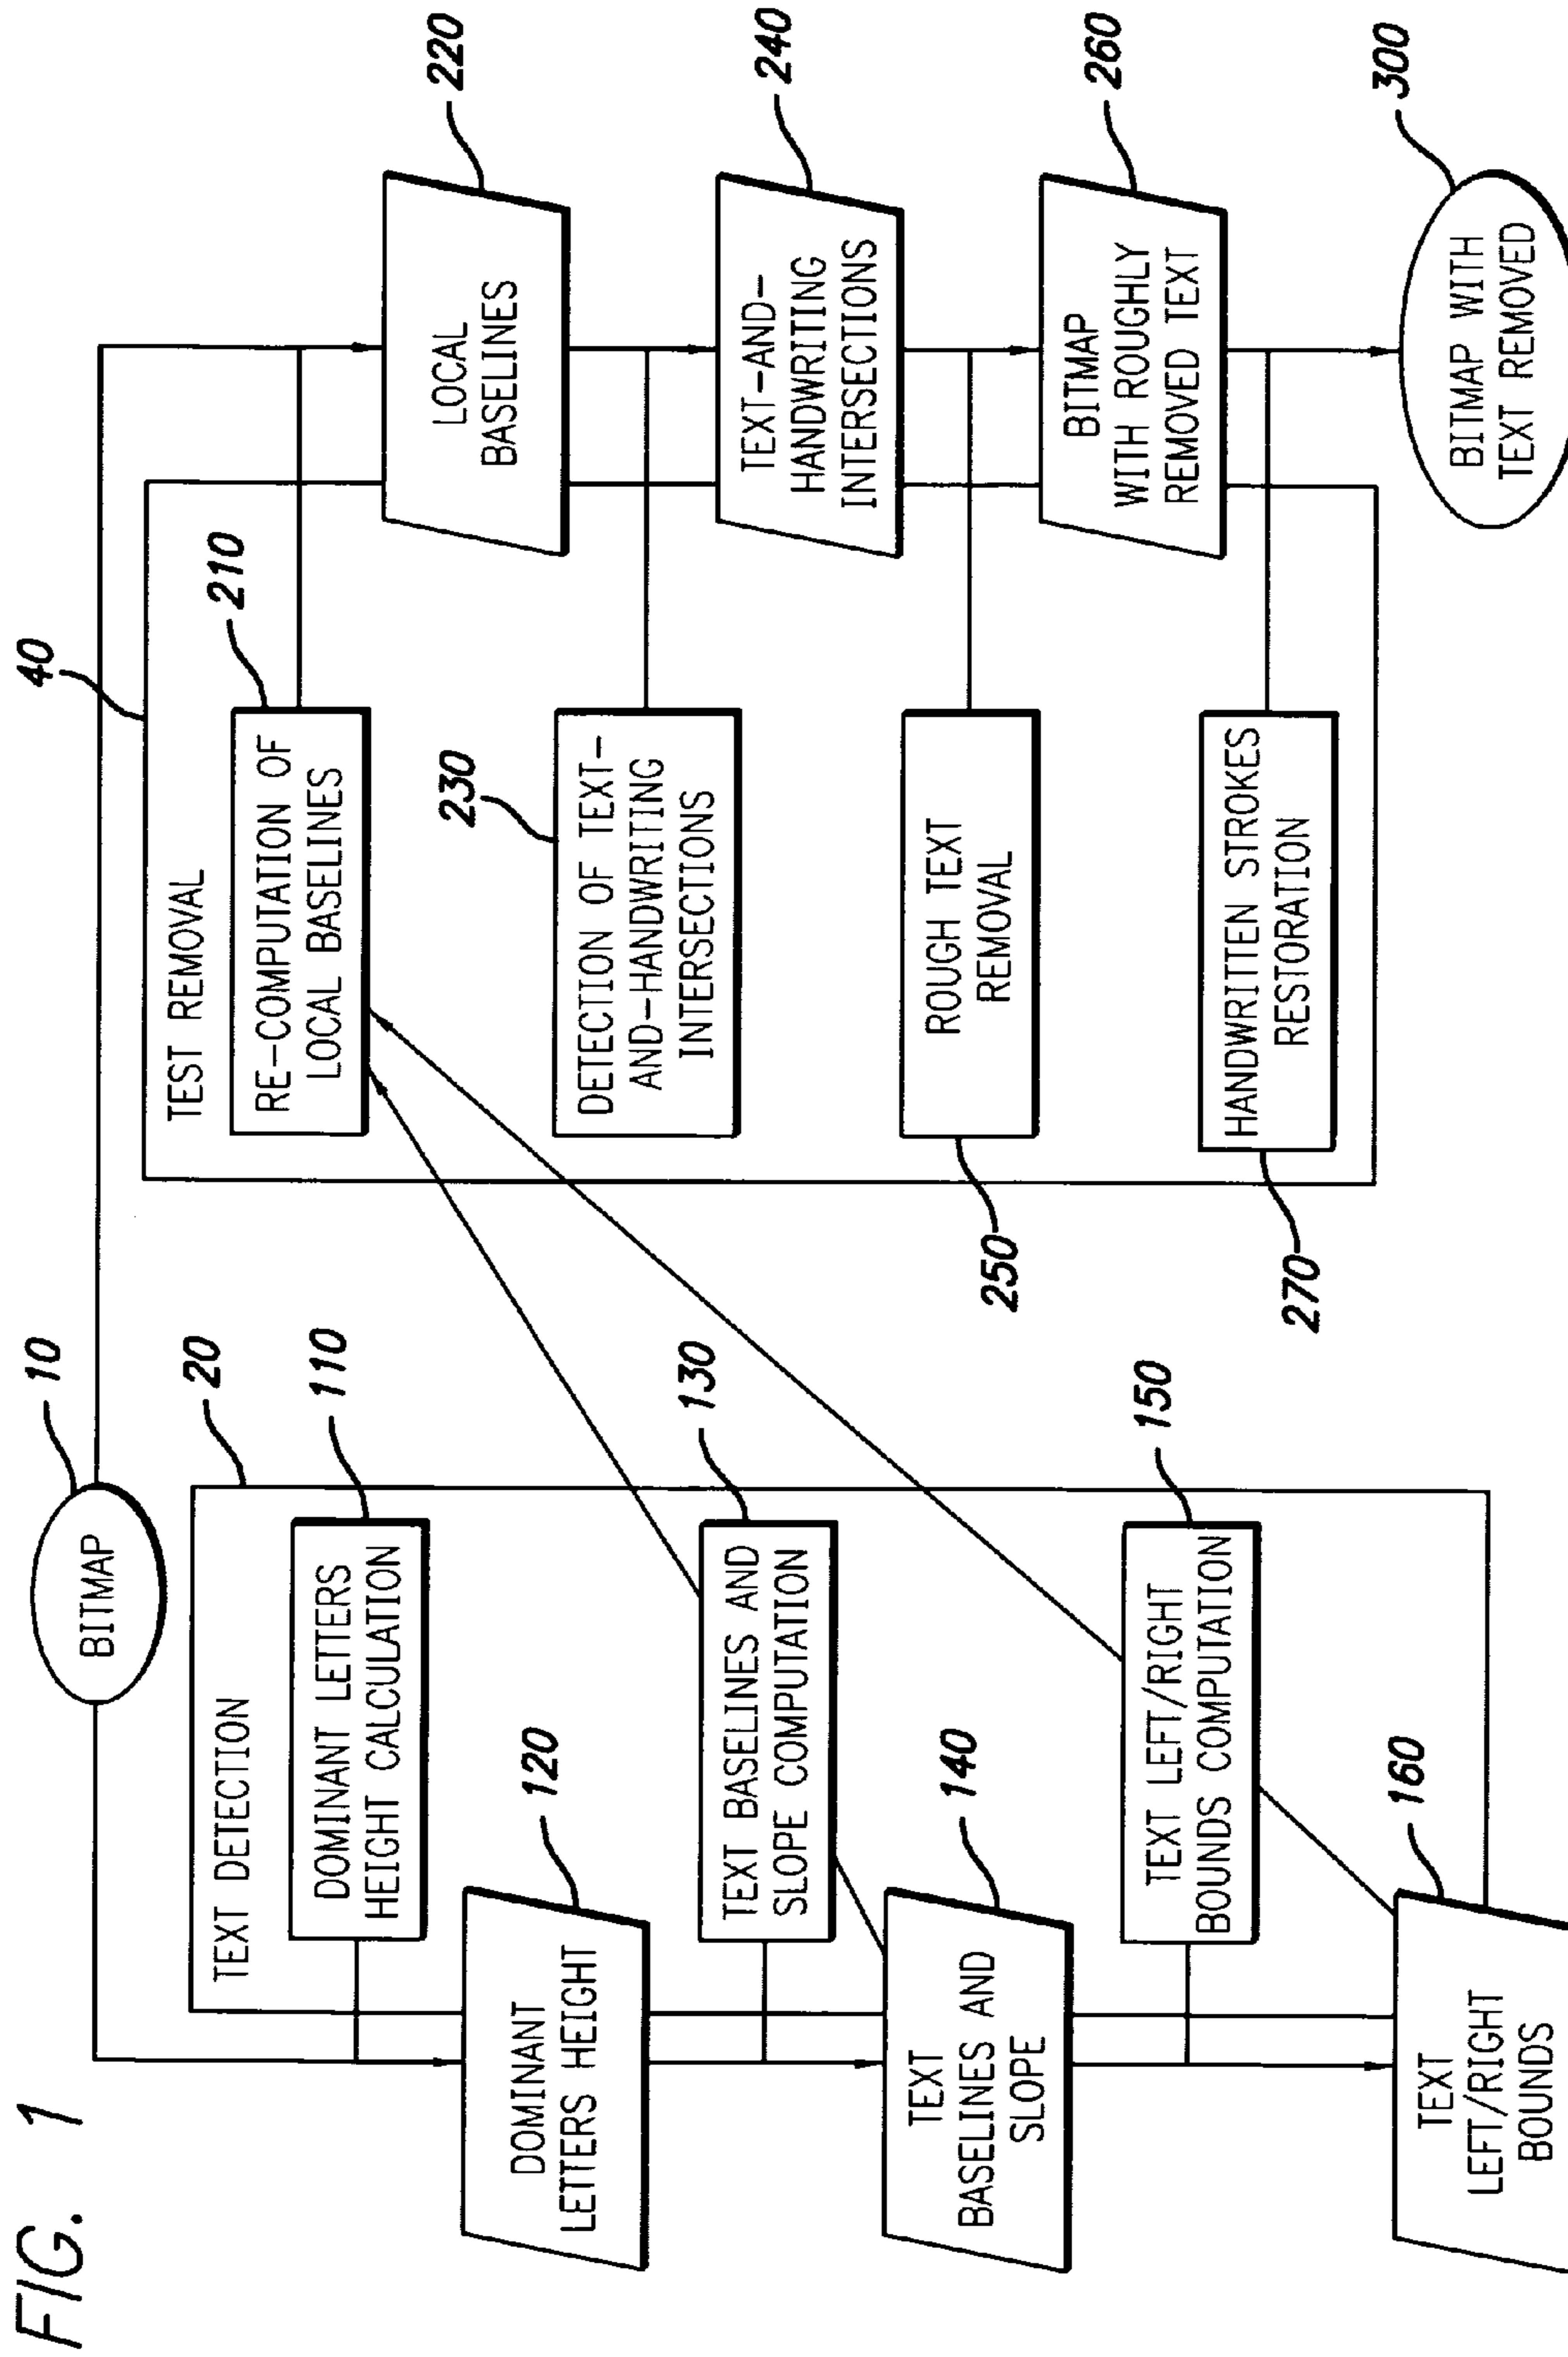 FIG. 1
10
BITMAP
20
TEXT DETECTION
110
DOMINANT LETTERS
HEIGHT CALCULATION
120
DOMINANT
LETTERS HEIGHT
130
TEXT BASELINES AND
SLOPE COMPUTATION
140
TEXT
BASELINES AND
SLOPE
150
TEXT LEFT/RIGHT
BOUNDS COMPUTATION
160
TEXT
LEFT/RIGHT
BOUNDS
40
TEST REMOVAL
210
RE-COMPUTATION OF
LOCAL BASELINES
220
LOCAL
BASELINES
230
DETECTION OF TEXT-
AND-HANDWRITING
INTERSECTIONS
240
TEXT-AND-
HANDWRITING
INTERSECTIONS
250
ROUGH TEXT
REMOVAL
260
BITMAP
WITH ROUGHLY
REMOVED TEXT
270
HANDWRITTEN STROKES
RESTORATION
300
BITMAP WITH
TEXT REMOVED